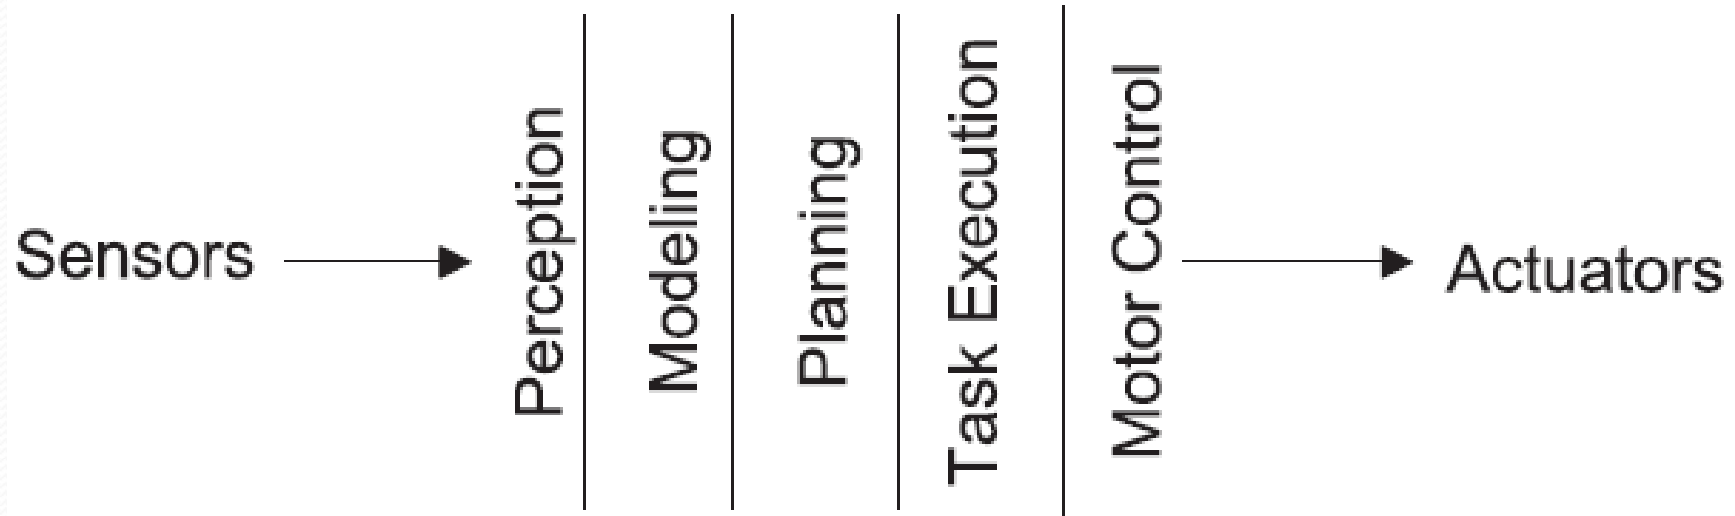 Sensors
Perception
Modeling
Planning
Task Execution
Motor Control
Actuators